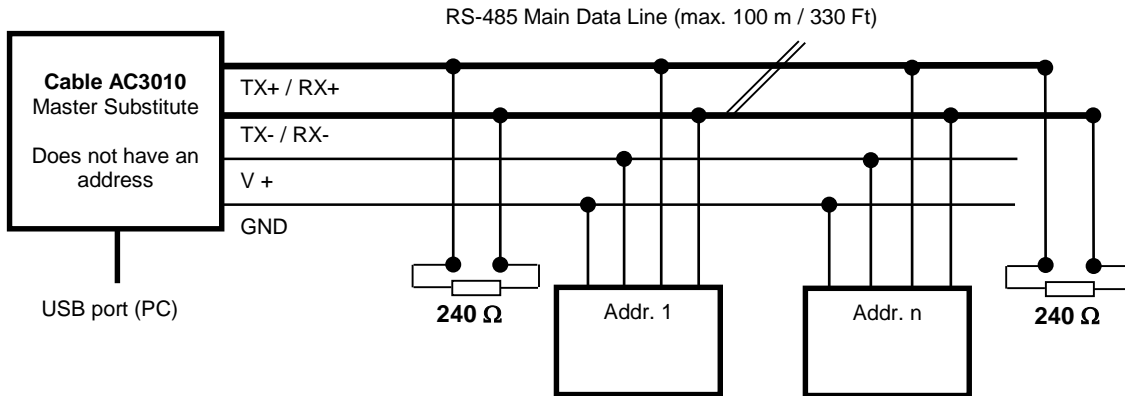 RS-485 Main Data Line (max. 100 m / 330 Ft)
Cable AC3010
Master Substitute
Does not have an
address
TX+ / RX+
TX- / RX-
V +
GND
USB port (PC)
240 Ω
Addr. 1
Addr. n
240 Ω